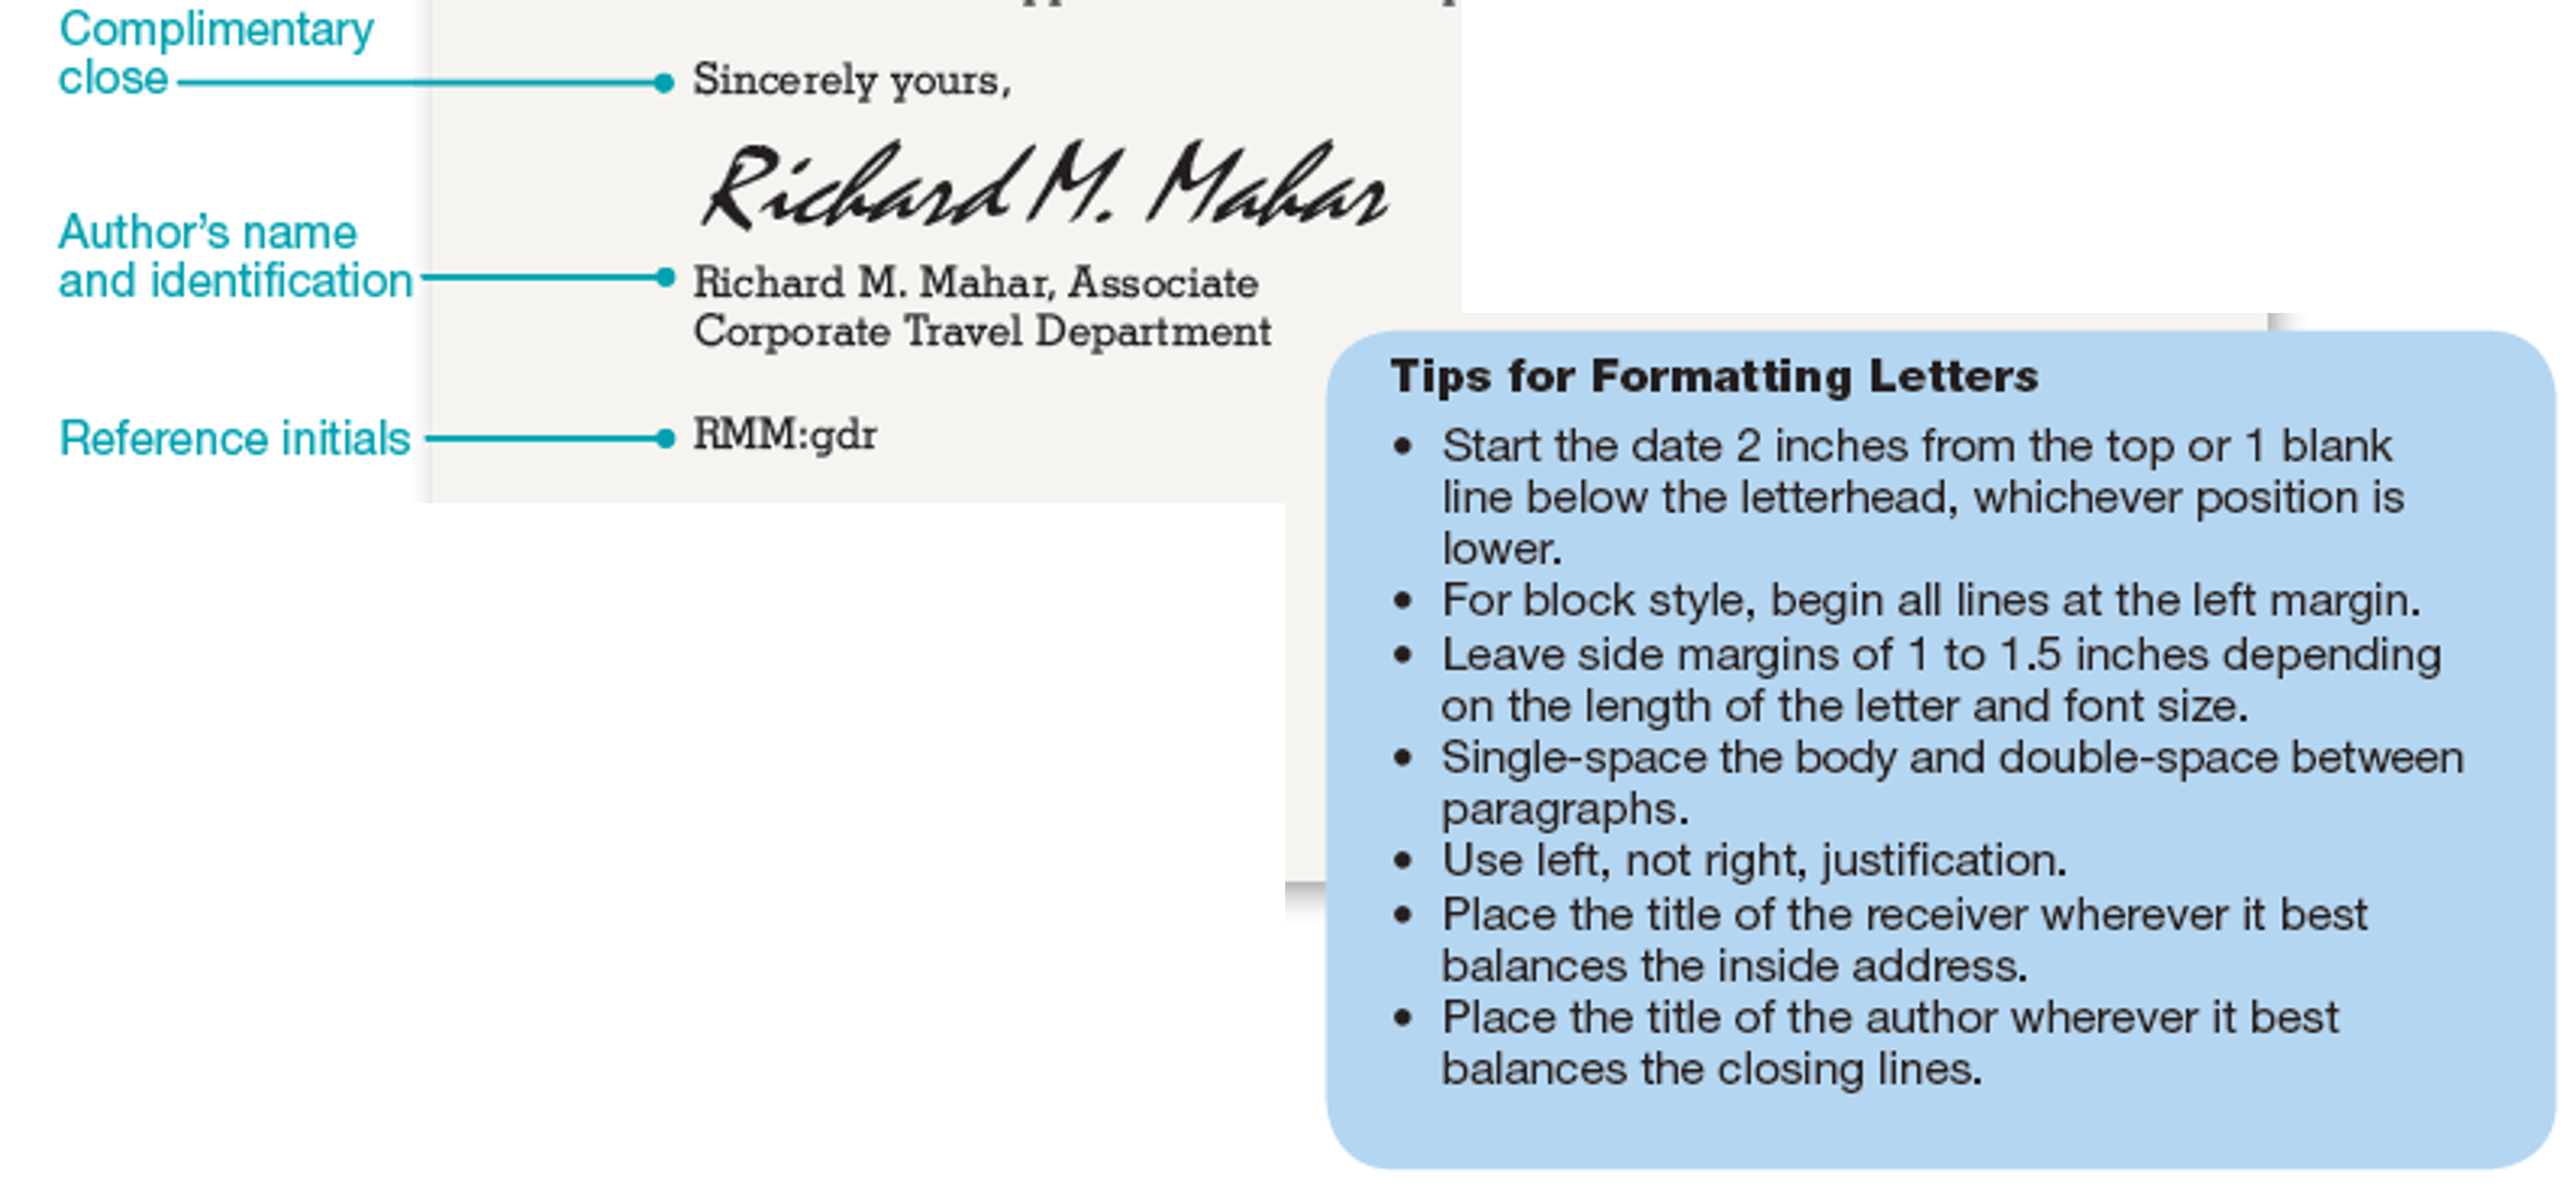 Complimentary
close
Sincerely yours,
Richard M. Mahar
Author's name
and identification
Richard M. Mahar, Associate
Corporate Travel Department
Reference initials
RMM:gdr
Tips for Formatting Letters
• Start the date 2 inches from the top or 1 blank
line below the letterhead, whichever position is
lower.
• For block style, begin all lines at the left margin.
• Leave side margins of 1 to 1.5 inches depending
on the length of the letter and font size.
• Single-space the body and double-space between
paragraphs.
• Use left, not right, justification.
• Place the title of the receiver wherever it best
balances the inside address.
• Place the title of the author wherever it best
balances the closing lines.